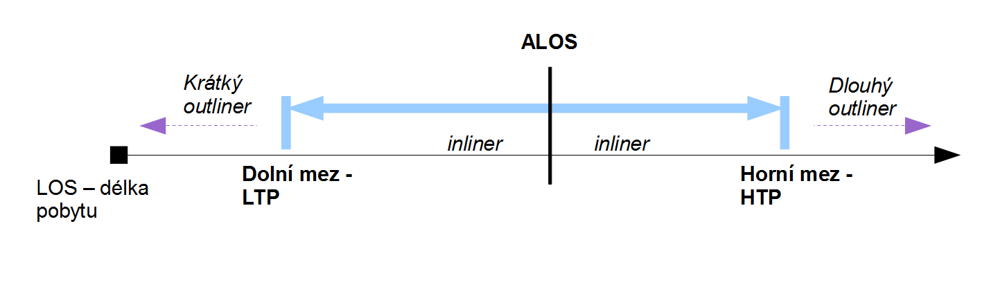 ALOS
Krátký
outliner
Dlouhý
outliner
inliner
inliner
Dolní mez -
LTP
Horní mez -
HTP
LOS – délka
pobytu